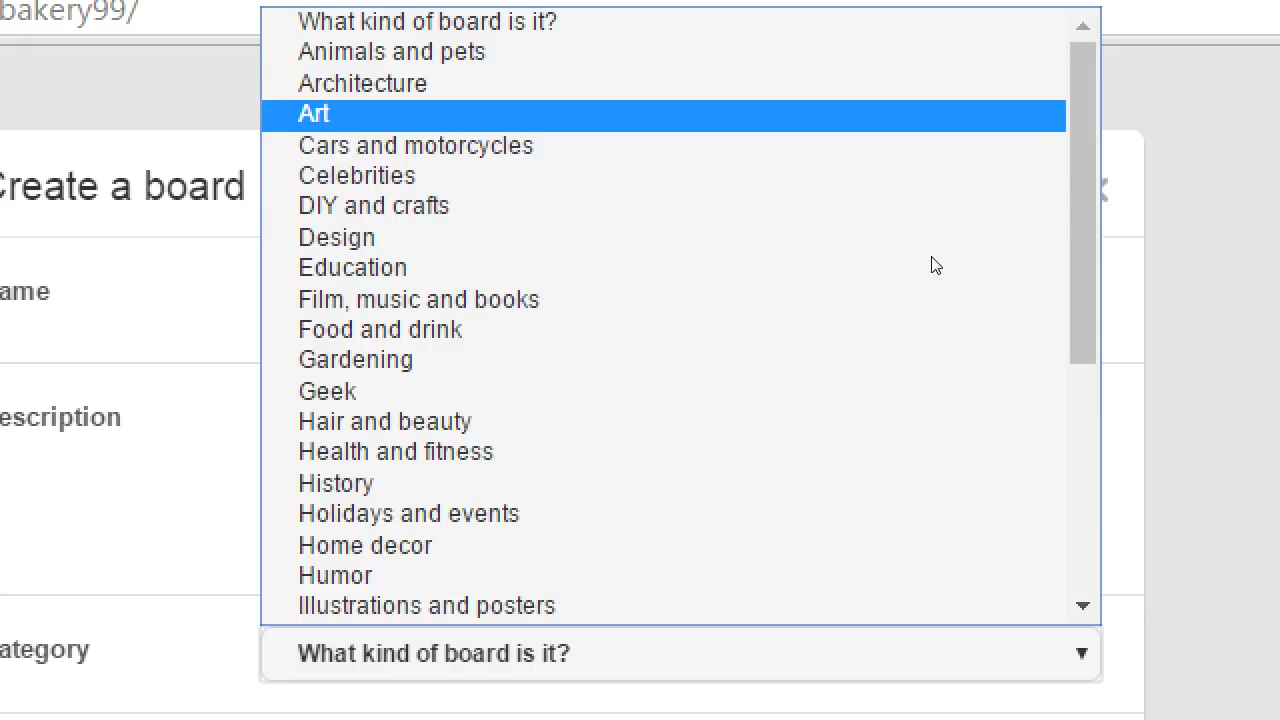 bakery99/
What kind of board is it?
Animals and pets
Architecture
Art
Cars and motorcycles
Celebrities
DIY and crafts
Design
Education
Film, music and books
Food and drink
Gardening
Geek
Hair and beauty
Health and fitness
History
Holidays and events
Home decor
Humor
Illustrations and posters
Create a board
ame
escription
ategory
What kind of board is it?